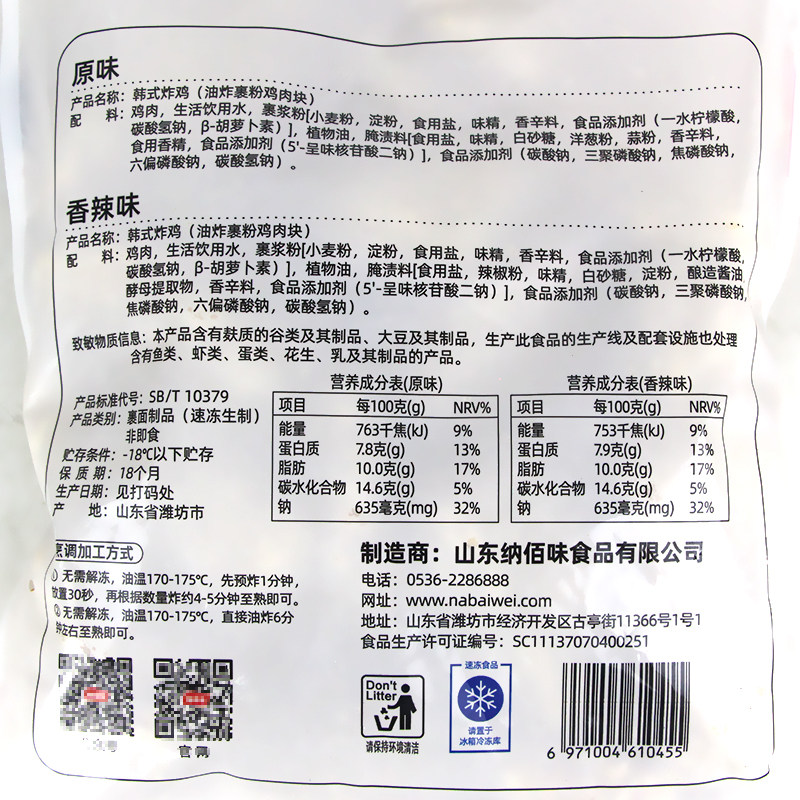 原味
产品名称：韩式炸鸡（油炸裹粉鸡肉块）
配料：鸡肉，生活饮用水，裹浆粉[小麦粉，淀粉，食用盐，味精，香辛料，食品添加剂（一水柠檬酸，
碳酸氢钠，β-胡萝卜素）]，植物油，腌渍料[食用盐，味精，白砂糖，洋葱粉，蒜粉，香辛料，
食用香精，食品添加剂（5'-呈味核苷酸二钠）]，食品添加剂（碳酸钠，三聚磷酸钠，焦磷酸钠，
六偏磷酸钠，碳酸氢钠）。
香辣味
产品名称：韩式炸鸡（油炸裹粉鸡肉块）
配料：鸡肉，生活饮用水，裹浆粉[小麦粉，淀粉，食用盐，味精，香辛料，食品添加剂（一水柠檬酸，
碳酸氢钠，β-胡萝卜素）]，植物油，腌渍料[食用盐，辣椒粉，味精，白砂糖，淀粉，酿造酱油
酵母提取物，香辛料，食品添加剂（5'-呈味核苷酸二钠）]，食品添加剂（碳酸钠，三聚磷酸钠，
焦磷酸钠，六偏磷酸钠，碳酸氢钠）。
致敏物质信息：本产品含有麸质的谷类及其制品、大豆及其制品，生产此食品的生产线及配套设施也处理
含有鱼类、虾类、蛋类、花生、乳及其制品的产品。
产品标准代号：SB/T 10379
产品类别：裹面制品（速冻生制）
非即食
贮存条件：-18℃以下贮存
保质期：18个月
生产日期：见打码处
产地：山东省潍坊市
营养成分表(原味)
项目 每100克(g) NRV%
能量 763千焦(kJ) 9%
蛋白质 7.8克(g) 13%
脂肪 10.0克(g) 17%
碳水化合物 14.6克(g) 5%
钠 635毫克(mg) 32%
营养成分表(香辣味)
项目 每100克(g) NRV%
能量 753千焦(kJ) 9%
蛋白质 7.9克(g) 13%
脂肪 10.0克(g) 17%
碳水化合物 14.6克(g) 5%
钠 635毫克(mg) 32%
烹调加工方式
① 无需解冻，油温170-175℃，先预炸1分钟，
放置30秒，再根据数量炸约4-5分钟至熟即可。
② 无需解冻，油温170-175℃，直接油炸6分
钟左右至熟即可。
官网
制造商：山东纳佰味食品有限公司
电话：0536-2286888
网址：www.nabaiwei.com
地址：山东省潍坊市经济开发区古亭街11366号1号1
食品生产许可证编号：SC11137070400251
Don't
Litter
请保持环境清洁
速冻食品
请置于
冰箱冷冻库
6 971004 610455